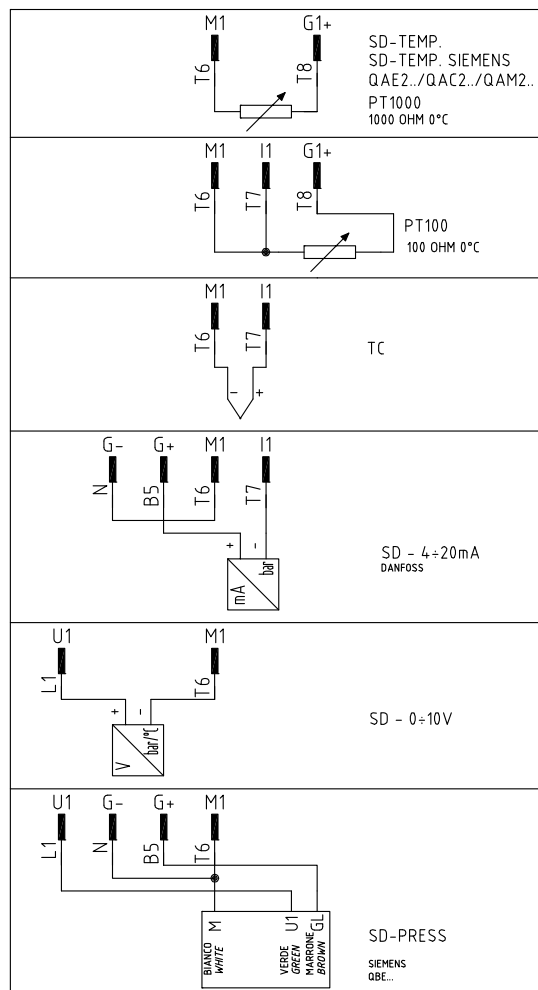 M1 G1+
T6 T8
SD-TEMP.
SD-TEMP. SIEMENS
QAE2../QAC2../QAM2..
PT1000
1000 OHM 0°C
M1 I1 G1+
T6 T7 T8
PT100
100 OHM 0°C
M1 I1
T6 T7
- +
TC
G- G+ M1 I1
N B5 T6 T7
+ -
mA bar
SD - 4÷20mA
DANFOSS
U1 M1
L1 T6
+ -
V bar/°C
SD - 0÷10V
U1 G- G+ M1
L1 N B5 T6
M U1 GL
BIANCO VERDE MARRONE
WHITE GREEN BROWN
SD-PRESS
SIEMENS
QBE...